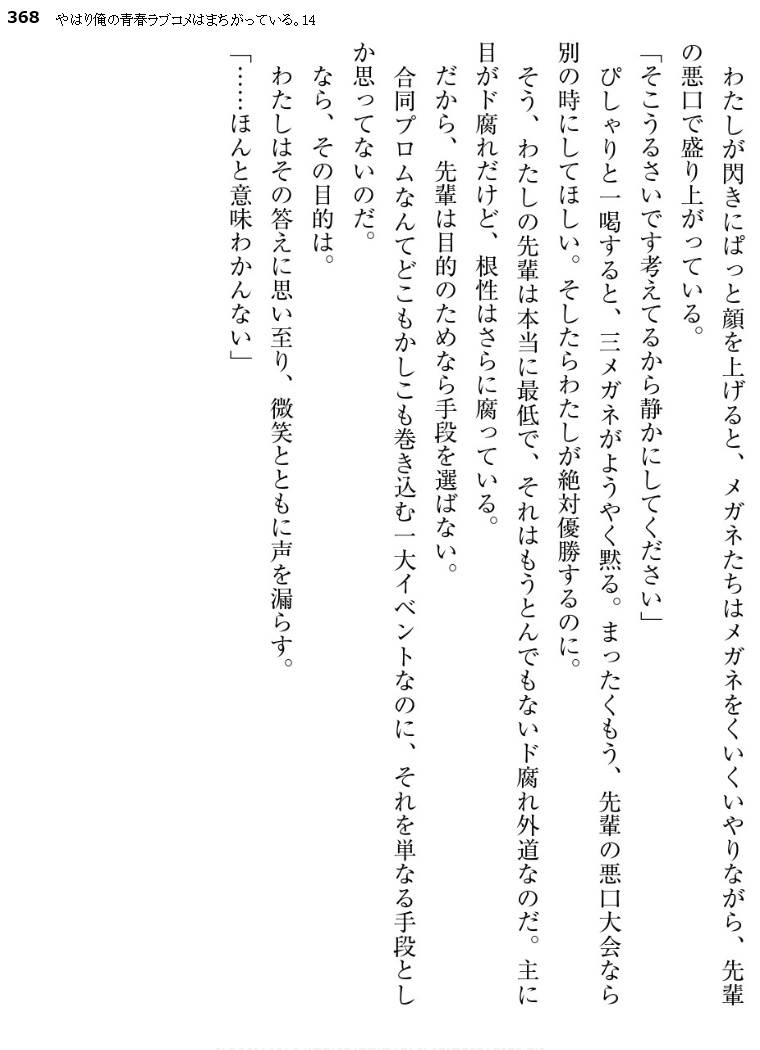 368 やはり俺の青春ラブコメはまちがっている。14
わたしが閃きにぱっと顔を上げると、メガネたちはメガネをくいくいやりながら、先輩
の悪口で盛り上がっている。
「そこうるさいです考えてるから静かにしてください」
ぴしゃりと一喝すると、三メガネがようやく黙る。まったくもう、先輩の悪口大会なら
別の時にしてほしい。そしたらわたしが絶対優勝するのに。
そう、わたしの先輩は本当に最低で、それはもうとんでもないド腐れ外道なのだ。主に
目がド腐れだけど、根性はさらに腐っている。
だから、先輩は目的のためなら手段を選ばない。
合同プロムなんてどこもかしこも巻き込む一大イベントなのに、それを単なる手段とし
か思ってないのだ。
なら、その目的は。
わたしはその答えに思い至り、微笑とともに声を漏らす。
「……ほんと意味わかんない」